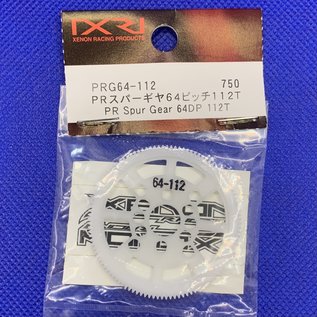 IXRI
XENON RACING PRODUCTS
PRG64-112 750
PRスパーギヤ64ピッチ112T
PR Spur Gear 64DP 112T
64-112